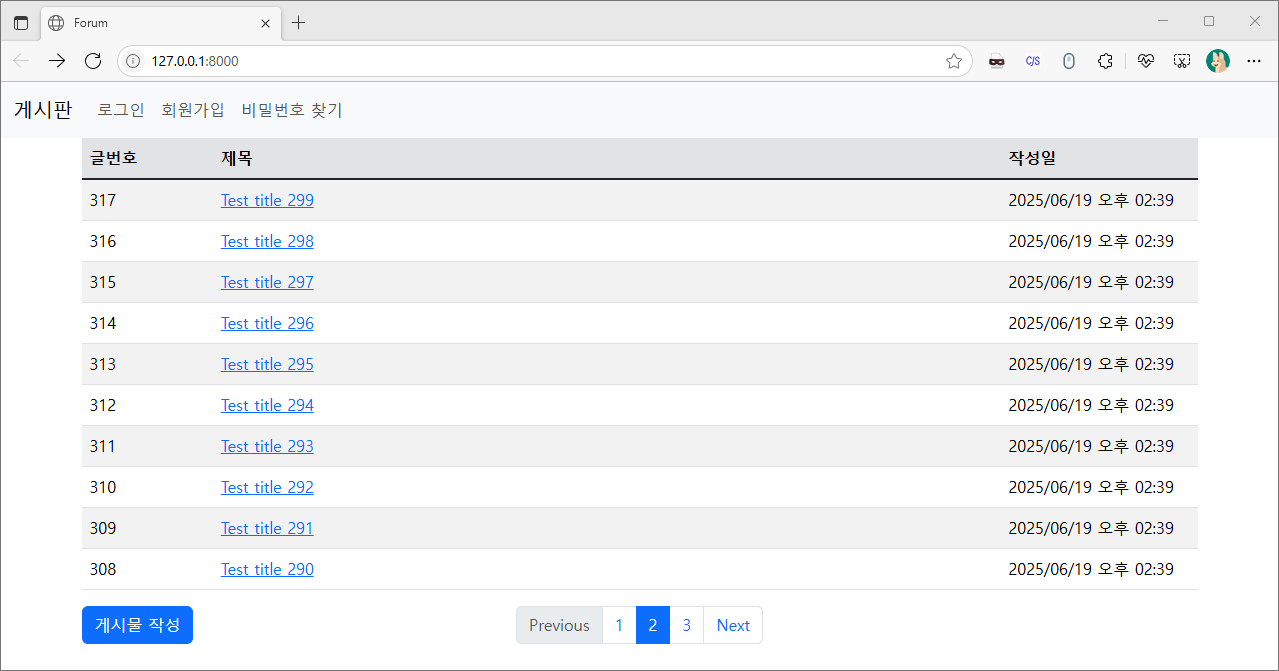 Forum
127.0.0.1:8000
C/S
게시판 로그인 회원가입 비밀번호 찾기
글번호 제목 작성일
317 Test title 299 2025/06/19 오후 02:39
316 Test title 298 2025/06/19 오후 02:39
315 Test title 297 2025/06/19 오후 02:39
314 Test title 296 2025/06/19 오후 02:39
313 Test title 295 2025/06/19 오후 02:39
312 Test title 294 2025/06/19 오후 02:39
311 Test title 293 2025/06/19 오후 02:39
310 Test title 292 2025/06/19 오후 02:39
309 Test title 291 2025/06/19 오후 02:39
308 Test title 290 2025/06/19 오후 02:39
게시물 작성 Previous 1 2 3 Next